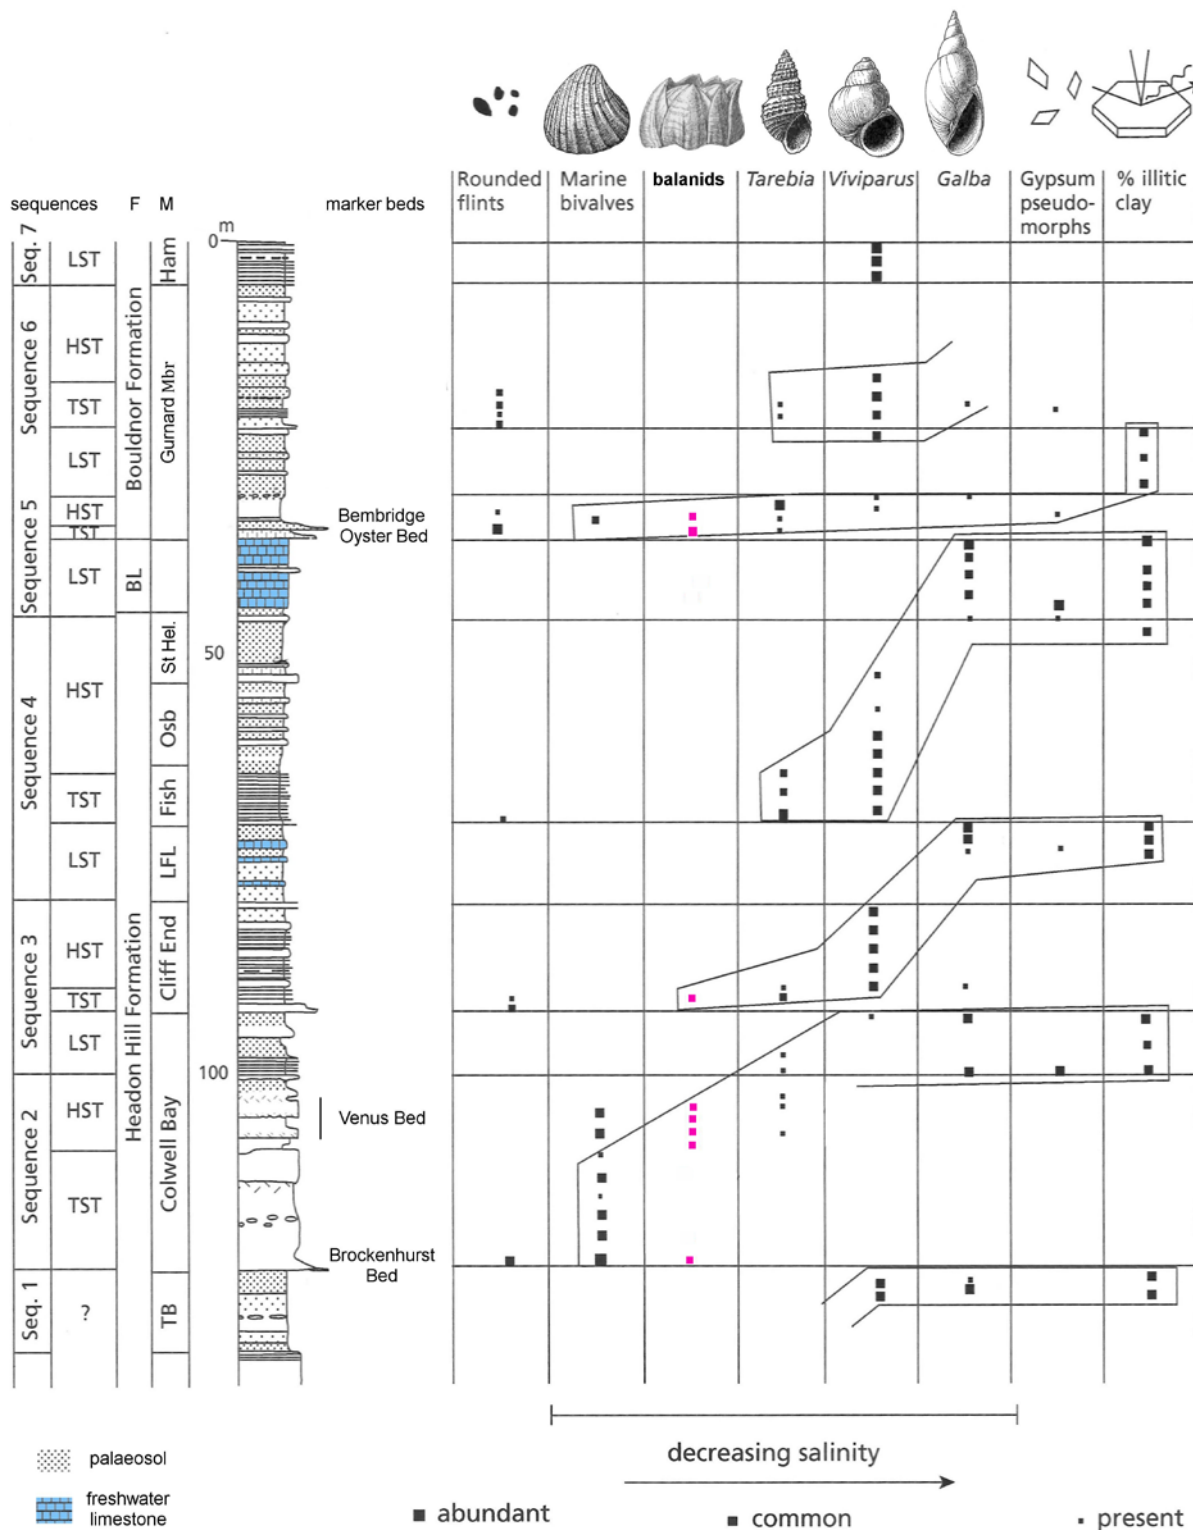 Rounded flints
Marine bivalves
balanids
Tarebia
Viviparus
Galba
Gypsum pseudo-morphs
% illitic clay
sequences
F
M
marker beds
m
0
50
100
Seq. 7
Sequence 6
Sequence 5
Sequence 4
Sequence 3
Sequence 2
Seq. 1
LST
HST
TST
LST
HST
TST
LST
HST
TST
LST
HST
TST
LST
HST
TST
?
Bouldnor Formation
BL
Headon Hill Formation
Ham
Gurnard Mbr
St Hel.
Osb
Fish
LFL
Cliff End
Colwell Bay
TB
Bembridge
Oyster Bed
Venus Bed
Brockenhurst
Bed
decreasing salinity
palaeosol
freshwater
limestone
abundant
common
present